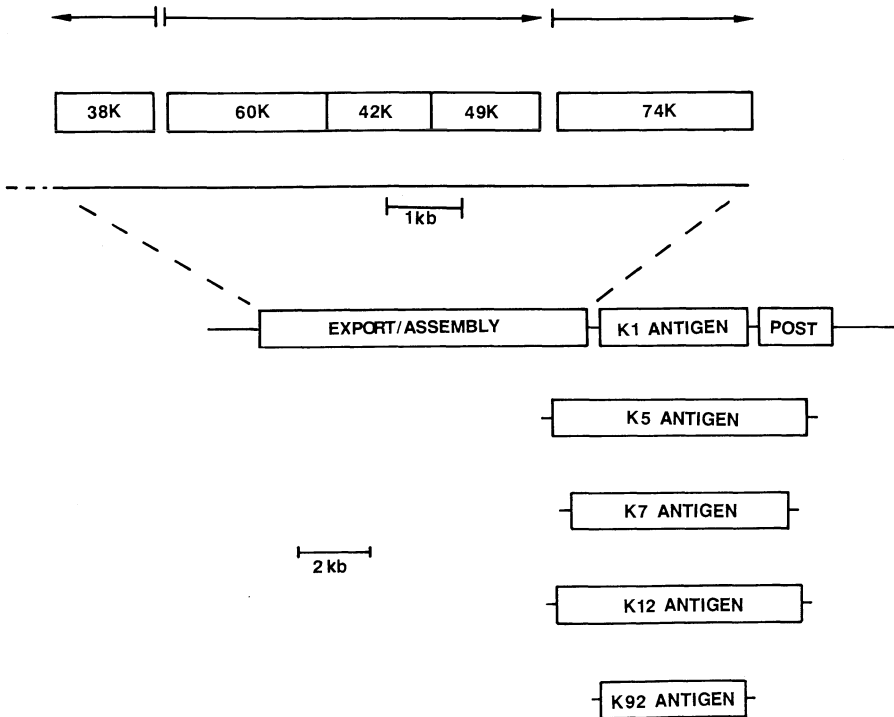 38K 60K 42K 49K 74K
1kb
EXPORT/ASSEMBLY K1 ANTIGEN POST
K5 ANTIGEN
K7 ANTIGEN
2 kb
K12 ANTIGEN
K92 ANTIGEN